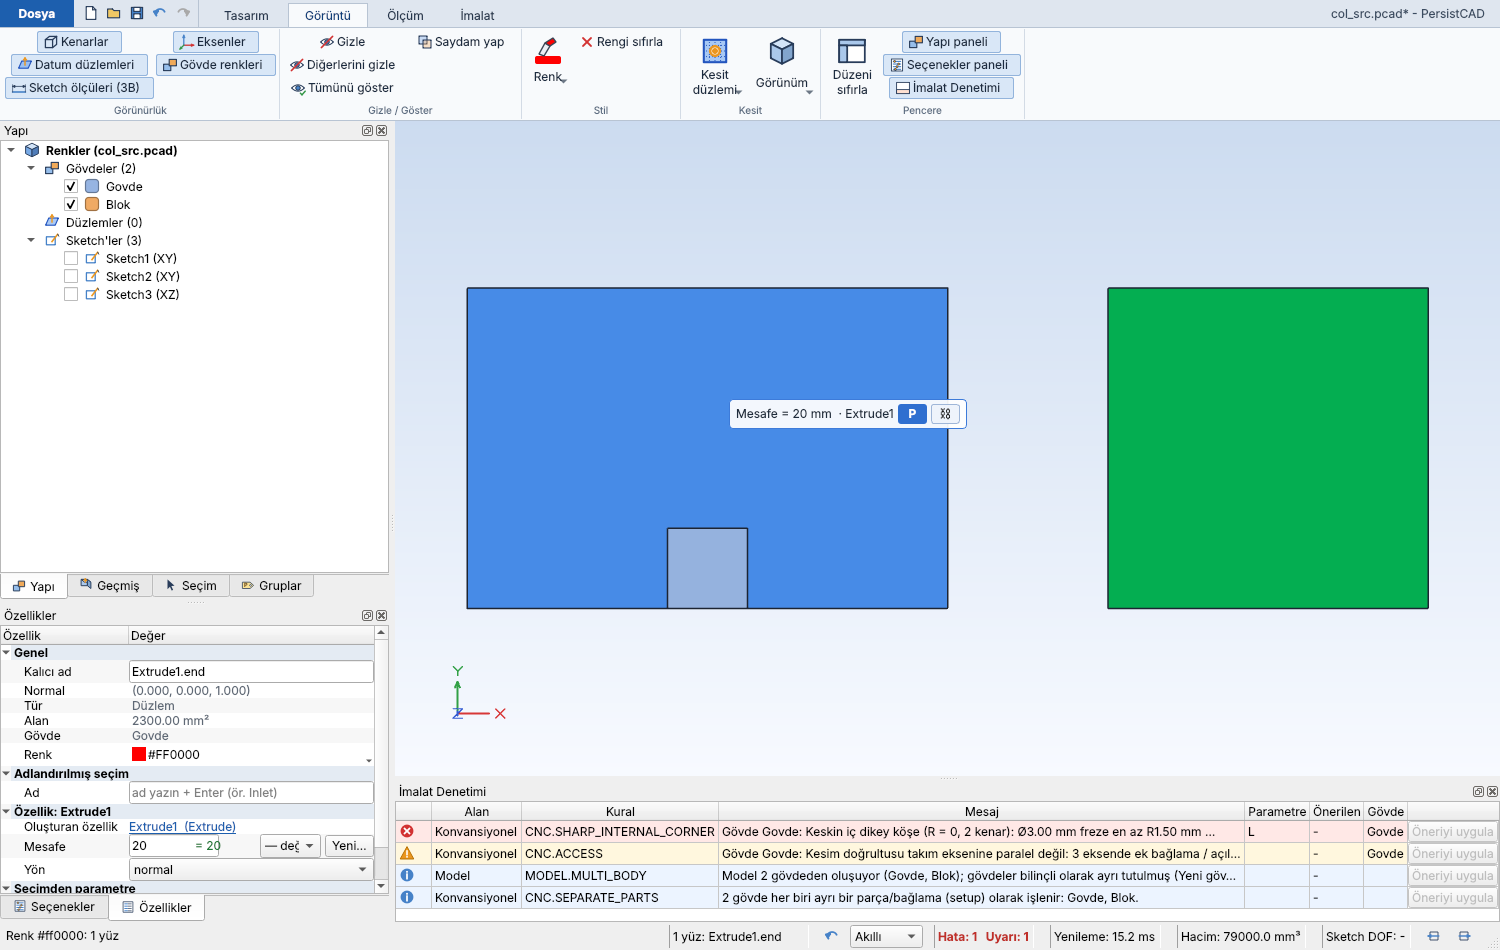 Dosya
Tasarım
Görüntü
Ölçüm
İmalat
col_src.pcad* - PersistCAD
Kenarlar
Eksenler
Datum düzlemleri
Gövde renkleri
Sketch ölçüleri (3B)
Görünürlük
Gizle
Saydam yap
Diğerlerini gizle
Tümünü göster
Gizle / Göster
Renk
Rengi sıfırla
Stil
Kesit
düzlemi
Görünüm
Kesit
Düzeni
sıfırla
Yapı paneli
Seçenekler paneli
İmalat Denetimi
Pencere
Yapı
Renkler (col_src.pcad)
Gövdeler (2)
Govde
Blok
Düzlemler (0)
Sketch'ler (3)
Sketch1 (XY)
Sketch2 (XY)
Sketch3 (XZ)
Yapı
Geçmiş
Seçim
Gruplar
Özellikler
Özellik
Değer
Genel
Kalıcı ad
Extrude1.end
Normal
(0.000, 0.000, 1.000)
Tür
Düzlem
Alan
2300.00 mm²
Gövde
Govde
Renk
#FF0000
Adlandırılmış seçim
Ad
ad yazın + Enter (ör. Inlet)
Özellik: Extrude1
Oluşturan özellik
Extrude1 (Extrude)
Mesafe
20
= 20
— değ
Yeni...
Yön
normal
Seçimden parametre
Seçenekler
Özellikler
Mesafe = 20 mm · Extrude1
P
Y
Z
X
İmalat Denetimi
Alan
Kural
Mesaj
Parametre
Önerilen
Gövde
Konvansiyonel
CNC.SHARP_INTERNAL_CORNER
Gövde Govde: Keskin iç dikey köşe (R = 0, 2 kenar): Ø3.00 mm freze en az R1.50 mm ...
L
-
Govde
Öneriyi uygula
Konvansiyonel
CNC.ACCESS
Gövde Govde: Kesim doğrultusu takım eksenine paralel değil: 3 eksende ek bağlama / açıl...
-
Govde
Öneriyi uygula
Model
MODEL.MULTI_BODY
Model 2 gövdeden oluşuyor (Govde, Blok); gövdeler bilinçli olarak ayrı tutulmuş (Yeni göv...
-
Öneriyi uygula
Konvansiyonel
CNC.SEPARATE_PARTS
2 gövde her biri ayrı bir parça/bağlama (setup) olarak işlenir: Govde, Blok.
-
Öneriyi uygula
Renk #ff0000: 1 yüz
1 yüz: Extrude1.end
Akıllı
Hata: 1 Uyarı: 1
Yenileme: 15.2 ms
Hacim: 79000.0 mm³
Sketch DOF: -